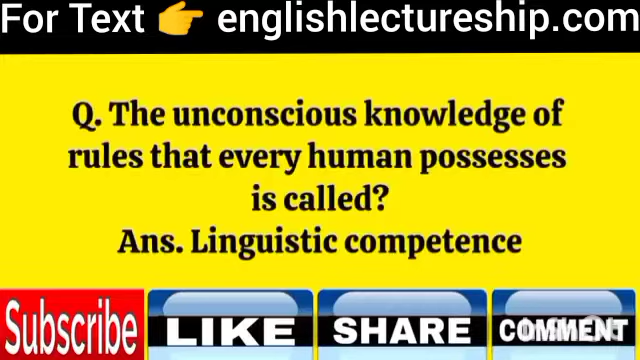 For Text 👉 englishlectureship.com
Q. The unconscious knowledge of
rules that every human possesses
is called?
Ans. Linguistic competence
Subscribe LIKE SHARE COMMENT